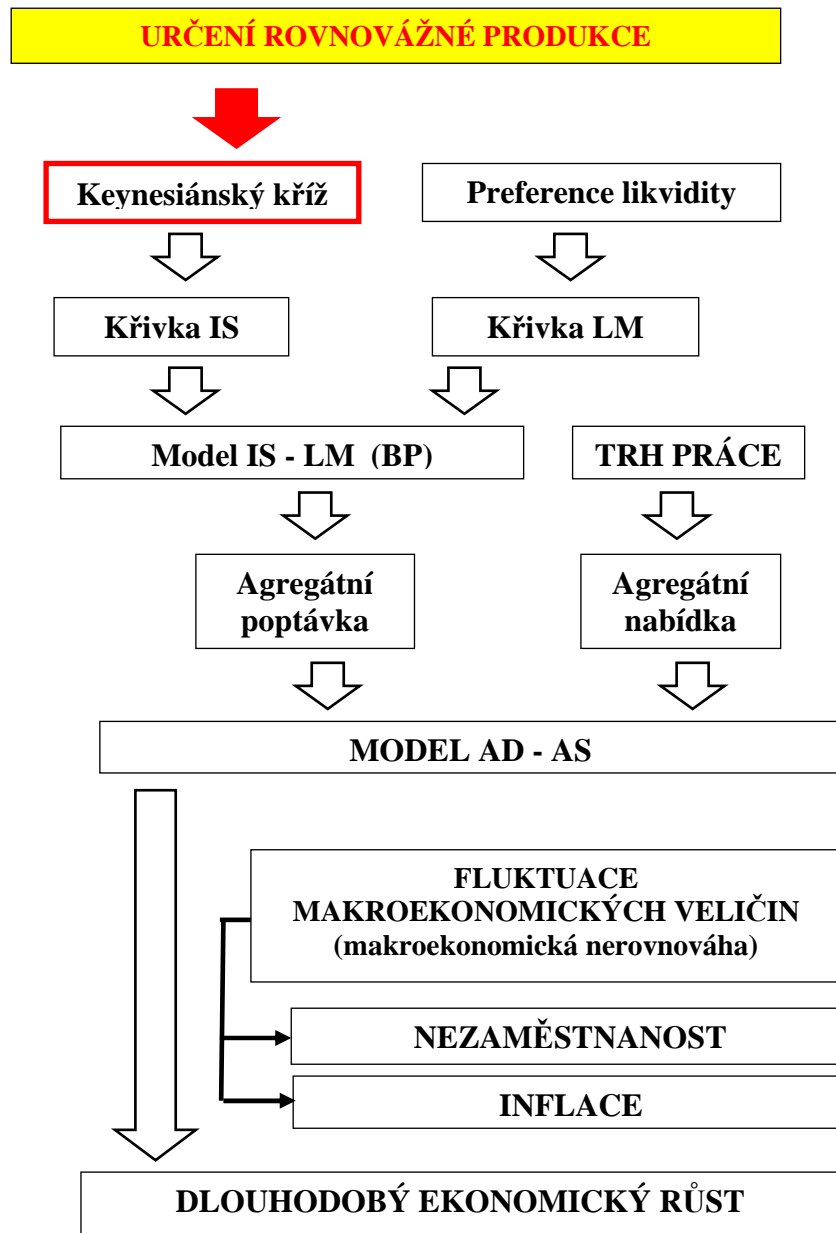 URČENÍ ROVNOVÁŽNÉ PRODUKCE
Keynesiánský kříž
Preference likvidity
Křivka IS
Křivka LM
Model IS - LM (BP)
TRH PRÁCE
Agregátní
poptávka
Agregátní
nabídka
MODEL AD - AS
FLUKTUACE
MAKROEKONOMICKÝCH VELIČIN
(makroekonomická nerovnováha)
NEZAMĚSTNANOST
INFLACE
DLOUHODOBÝ EKONOMICKÝ RŮST